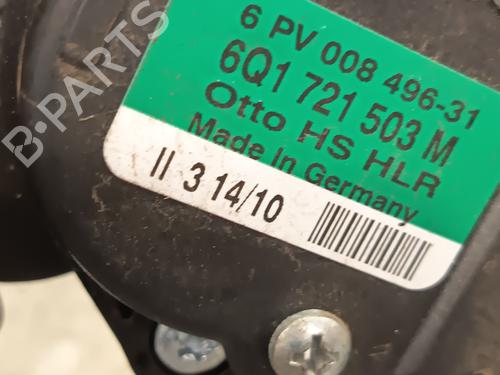 6 PV 008 496-31
6Q1 721 503 M
Otto HS HLR
Made in Germany
II 3 14/10
B-PARTS